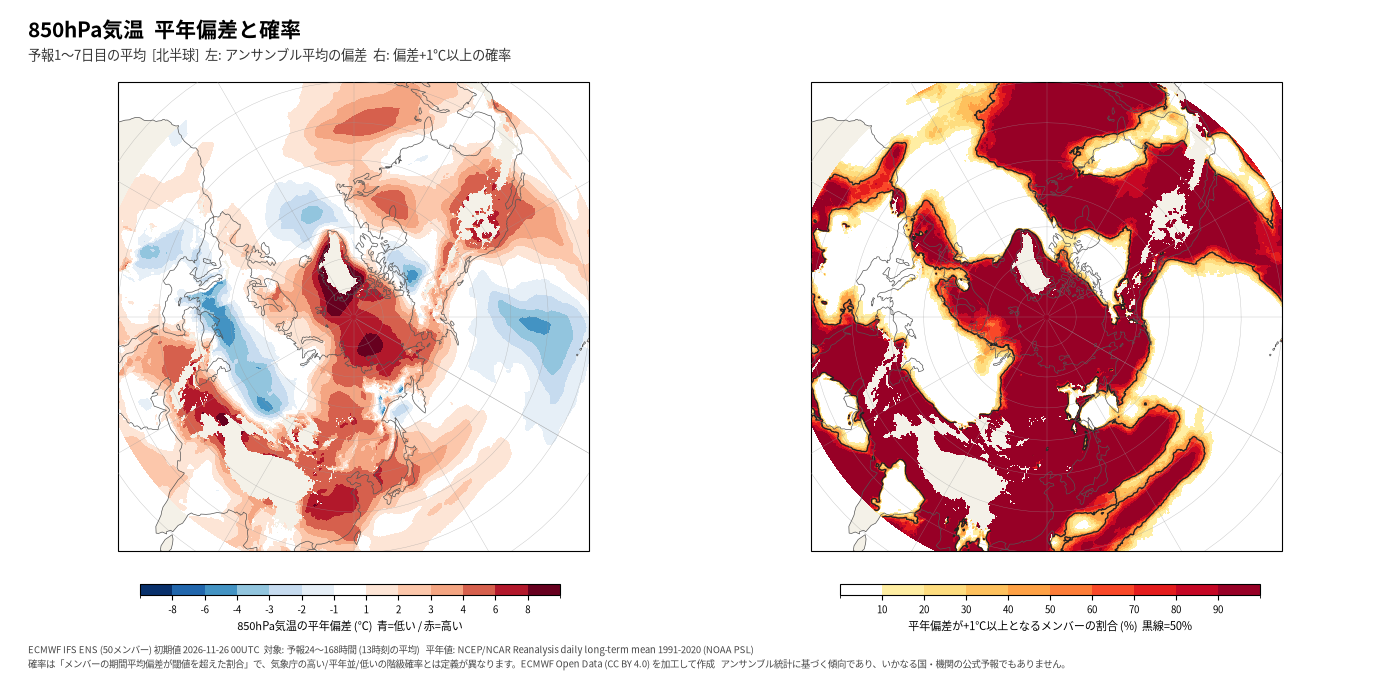 850hPa気温 平年偏差と確率
予報1～7日目の平均 [北半球] 左: アンサンブル平均の偏差 右: 偏差+1℃以上の確率
-8 -6 -4 -3 -2 -1 1 2 3 4 6 8
850hPa気温の平年偏差 (℃) 青=低い / 赤=高い
10 20 30 40 50 60 70 80 90
平年偏差が+1℃以上となるメンバーの割合 (%) 黒線=50%
ECMWF IFS ENS (50メンバー) 初期値 2026-11-26 00UTC 対象: 予報24～168時間 (13時刻の平均) 平年値: NCEP/NCAR Reanalysis daily long-term mean 1991-2020 (NOAA PSL)
確率は「メンバーの期間平均偏差が閾値を超えた割合」で、気象庁の高い/平年並/低いの階級確率とは定義が異なります。ECMWF Open Data (CC BY 4.0) を加工して作成 アンサンブル統計に基づく傾向であり、いかなる国・機関の公式予報でもありません。